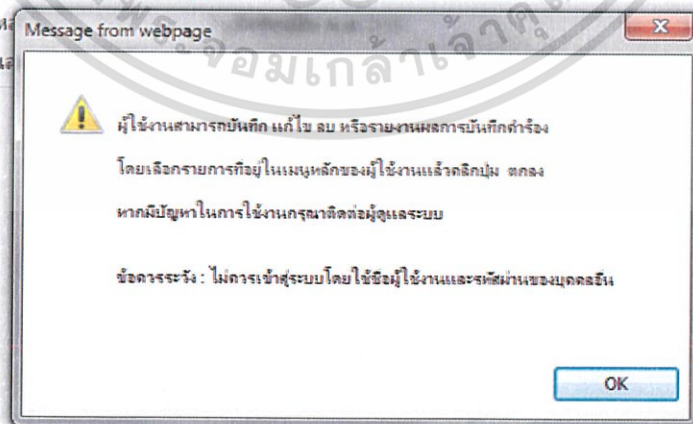 Message from webpage
ผู้ใช้งานสามารถบันทึก แก้ไข ลบ หรือรายงานผลการบันทึกคำร้อง
โดยเลือกรายการที่อยู่ในเมนูหลักของผู้ใช้งานแล้วคลิกปุ่ม ตกลง
หากมีปัญหาในการใช้งานกรุณาติดต่อผู้ดูแลระบบ
ข้อควรระวัง : ไม่ควรเข้าสู่ระบบโดยใช้ชื่อผู้ใช้งานและรหัสผ่านของบุคคลอื่น
OK